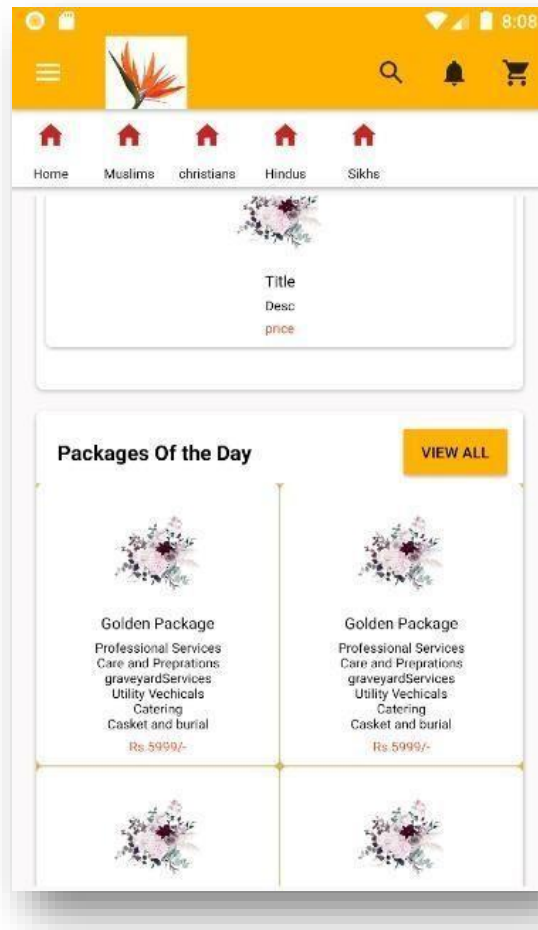 8:08
Home Muslims christians Hindus Sikhs
Title
Desc
price
Packages Of the Day VIEW ALL
Golden Package Golden Package
Professional Services Professional Services
Care and Preprations Care and Preprations
graveyardServices graveyardServices
Utility Vechicals Utility Vechicals
Catering Catering
Casket and burial Casket and burial
Rs.5999/- Rs.5999/-